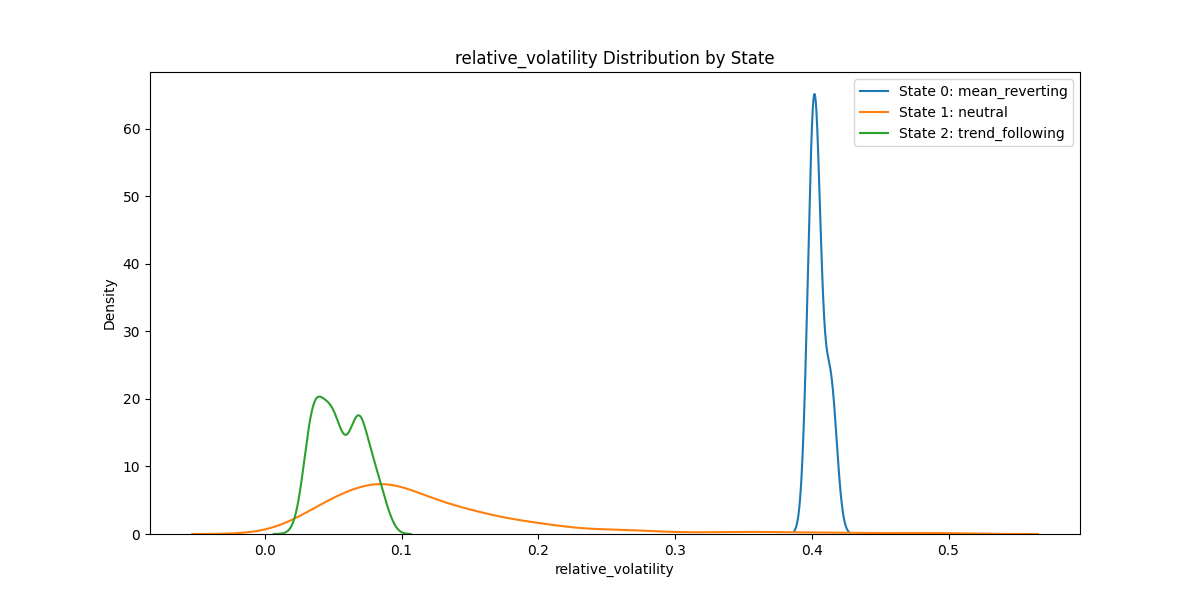 relative_volatility Distribution by State
State 0: mean_reverting
State 1: neutral
State 2: trend_following
Density
60
50
40
30
20
10
0
0.0 0.1 0.2 0.3 0.4 0.5
relative_volatility